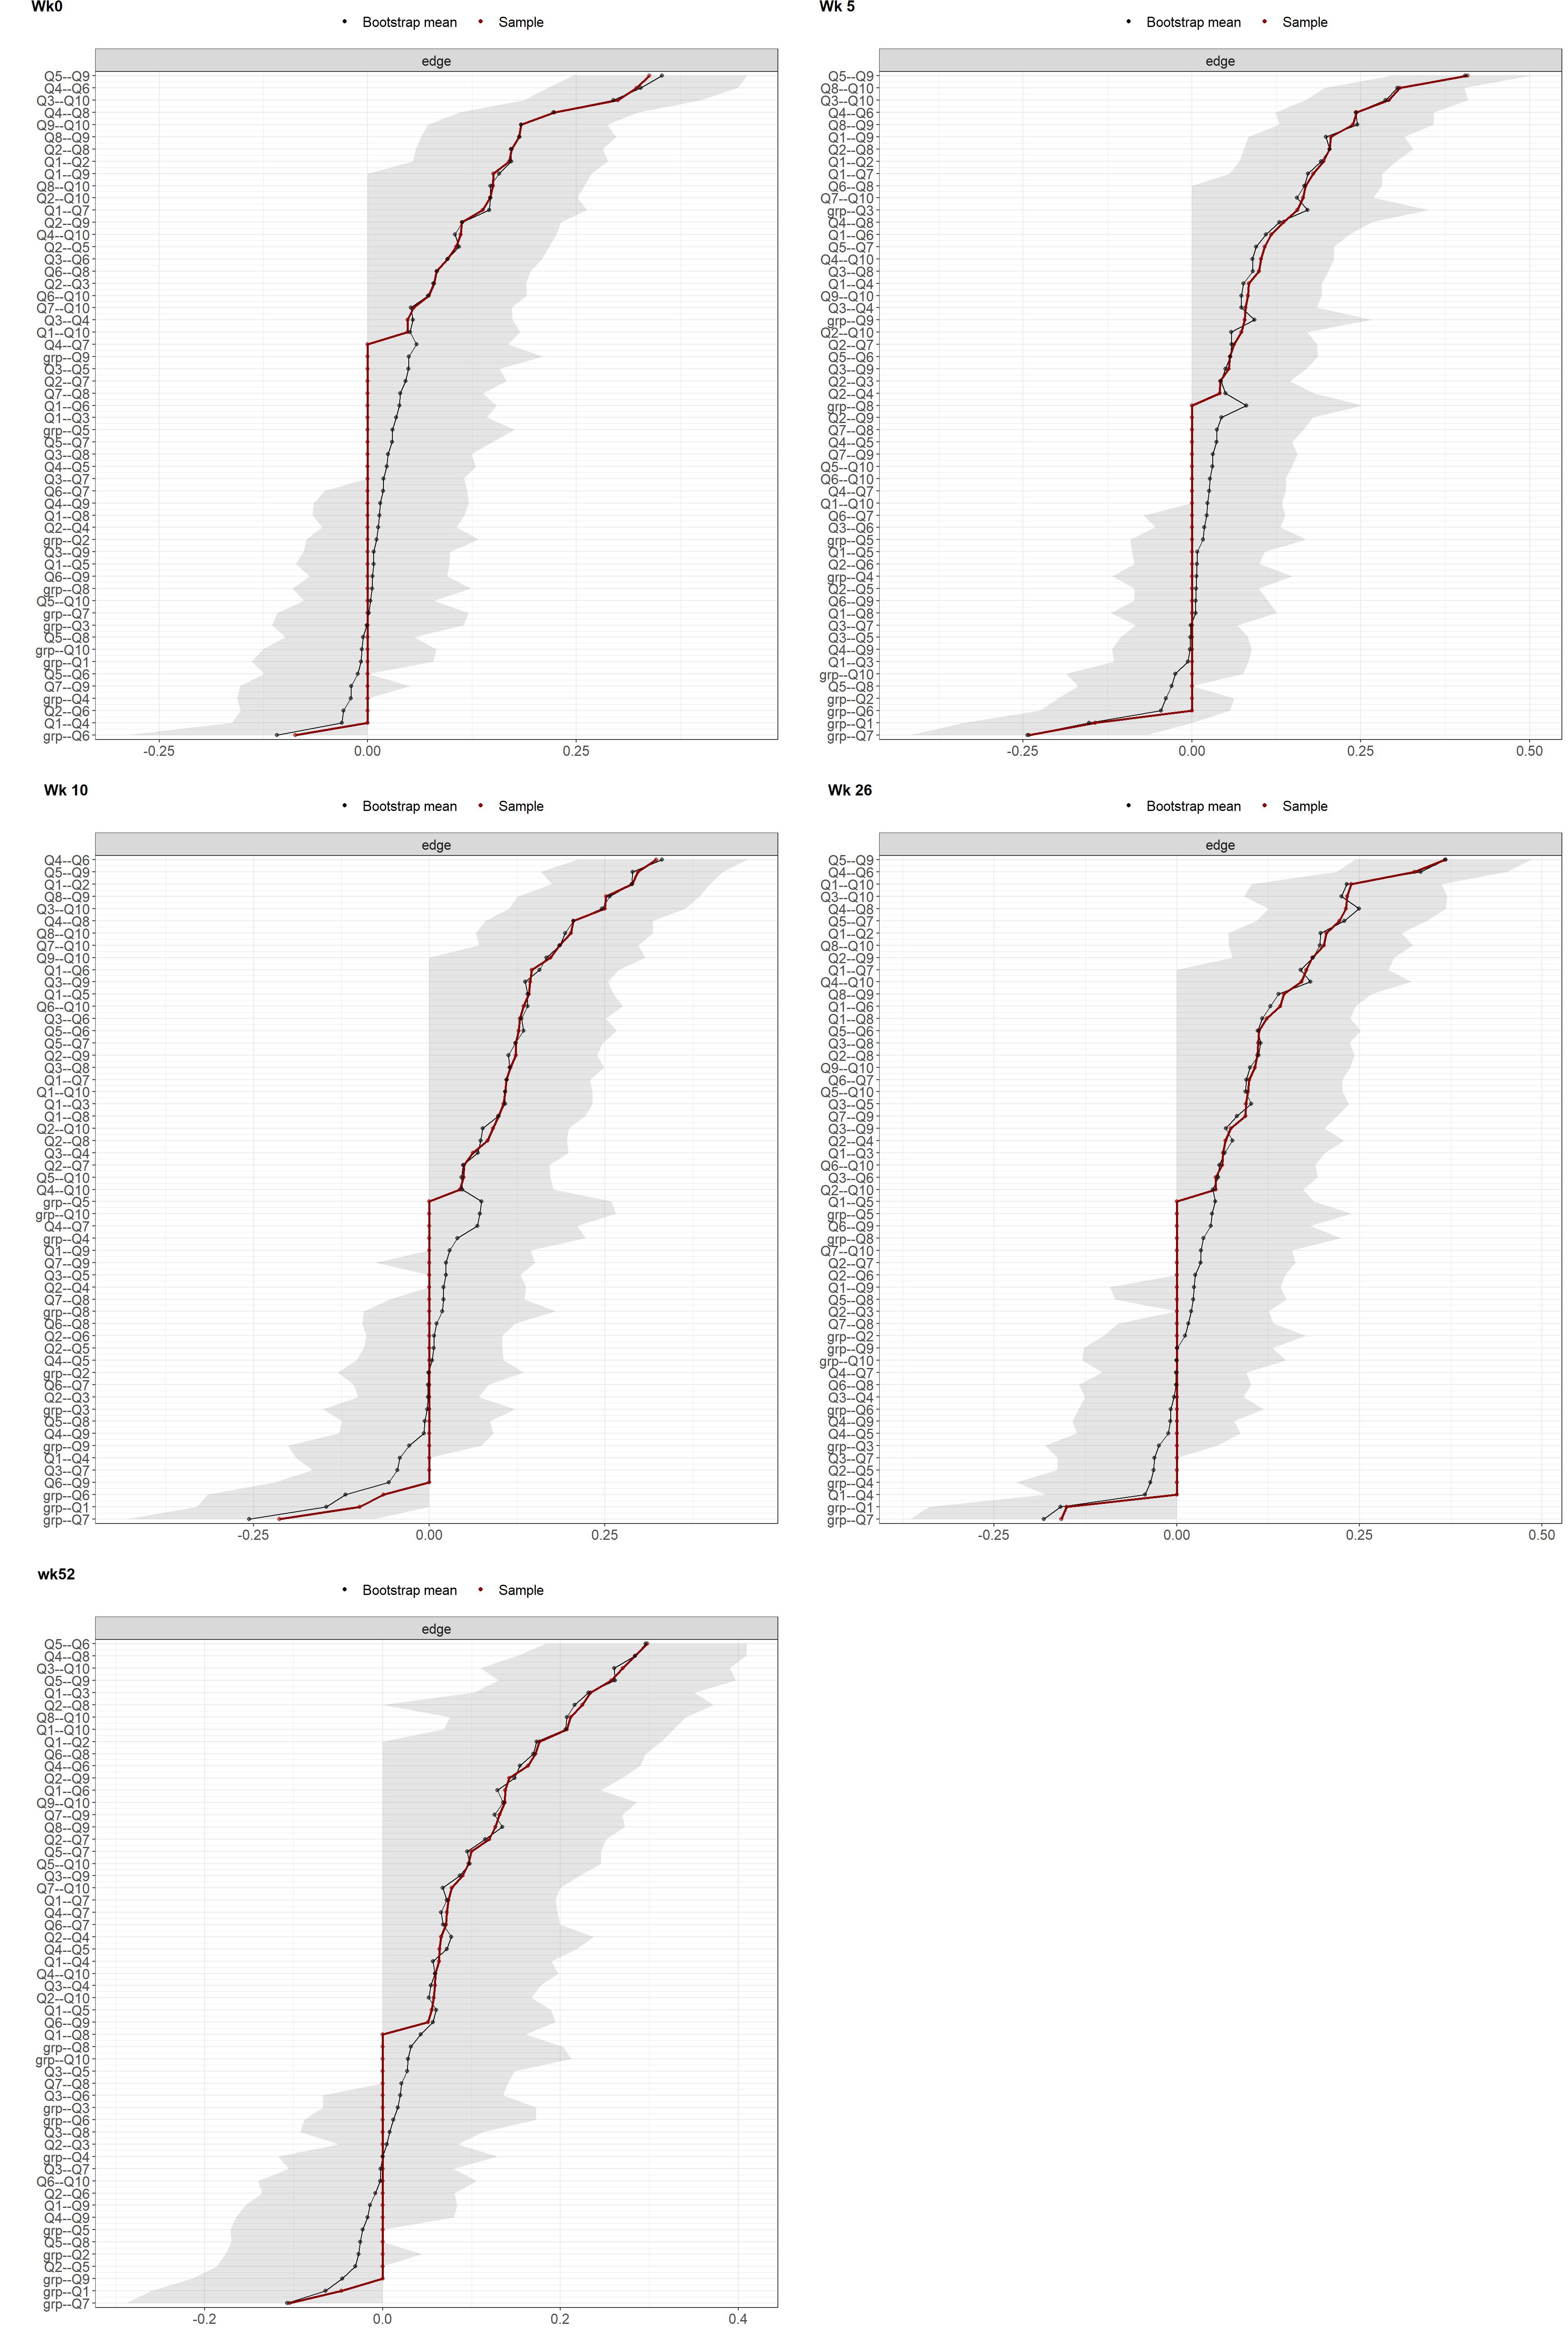 Wk0
Bootstrap mean Sample
edge
Q5--Q9
Q4--Q6
Q3--Q10
Q4--Q8
Q9--Q10
Q8--Q9
Q2--Q8
Q1--Q2
Q1--Q9
Q8--Q10
Q2--Q10
Q1--Q7
Q2--Q9
Q4--Q10
Q2--Q5
Q3--Q6
Q6--Q8
Q2--Q3
Q6--Q10
Q7--Q10
Q3--Q4
Q1--Q10
Q4--Q7
grp--Q9
Q3--Q5
Q2--Q7
Q7--Q8
Q1--Q6
Q1--Q3
grp--Q5
Q5--Q7
Q3--Q8
Q4--Q5
Q3--Q7
Q6--Q7
Q4--Q9
Q1--Q8
Q2--Q4
grp--Q2
Q3--Q9
Q1--Q5
Q6--Q9
grp--Q8
Q5--Q10
grp--Q7
grp--Q3
Q5--Q8
grp--Q10
grp--Q1
Q5--Q6
Q7--Q9
grp--Q4
Q2--Q6
Q1--Q4
grp--Q6
-0.25 0.00 0.25
Wk 5
Bootstrap mean Sample
edge
Q5--Q9
Q8--Q10
Q3--Q10
Q4--Q6
Q8--Q9
Q1--Q9
Q2--Q8
Q1--Q2
Q1--Q7
Q6--Q8
Q7--Q10
grp--Q3
Q4--Q8
Q1--Q6
Q5--Q7
Q4--Q10
Q3--Q8
Q1--Q4
Q9--Q10
Q3--Q4
grp--Q9
Q2--Q10
Q2--Q7
Q5--Q6
Q3--Q9
Q2--Q3
Q2--Q4
grp--Q8
Q2--Q9
Q7--Q8
Q4--Q5
Q7--Q9
Q5--Q10
Q6--Q10
Q4--Q7
Q1--Q10
Q6--Q7
Q3--Q6
grp--Q5
Q1--Q5
Q2--Q6
grp--Q4
Q2--Q5
Q6--Q9
Q1--Q8
Q3--Q7
Q3--Q5
Q4--Q9
Q1--Q3
grp--Q10
Q5--Q8
grp--Q2
grp--Q6
grp--Q1
grp--Q7
-0.25 0.00 0.25 0.50
Wk 10
Bootstrap mean Sample
edge
Q4--Q6
Q5--Q9
Q1--Q2
Q8--Q9
Q3--Q10
Q4--Q8
Q8--Q10
Q7--Q10
Q9--Q10
Q1--Q6
Q3--Q9
Q1--Q5
Q6--Q10
Q3--Q6
Q5--Q6
Q5--Q7
Q2--Q9
Q3--Q8
Q1--Q7
Q1--Q10
Q1--Q3
Q1--Q8
Q2--Q10
Q2--Q8
Q3--Q4
Q2--Q7
Q5--Q10
Q4--Q10
grp--Q5
grp--Q10
Q4--Q7
grp--Q4
Q1--Q9
Q7--Q9
Q3--Q5
Q2--Q4
Q7--Q8
grp--Q8
Q6--Q8
Q2--Q6
Q2--Q5
Q4--Q5
grp--Q2
Q6--Q7
Q2--Q3
grp--Q3
Q5--Q8
Q4--Q9
grp--Q9
Q1--Q4
Q3--Q7
Q6--Q9
grp--Q6
grp--Q1
grp--Q7
-0.25 0.00 0.25
Wk 26
Bootstrap mean Sample
edge
Q5--Q9
Q4--Q6
Q1--Q10
Q3--Q10
Q4--Q8
Q5--Q7
Q1--Q2
Q8--Q10
Q2--Q9
Q1--Q7
Q4--Q10
Q8--Q9
Q1--Q6
Q1--Q8
Q5--Q6
Q3--Q8
Q2--Q8
Q9--Q10
Q6--Q7
Q5--Q10
Q3--Q5
Q7--Q9
Q3--Q9
Q2--Q4
Q1--Q3
Q6--Q10
Q3--Q6
Q2--Q10
Q1--Q5
grp--Q5
Q6--Q9
grp--Q8
Q7--Q10
Q2--Q7
Q2--Q6
Q1--Q9
Q5--Q8
Q2--Q3
Q7--Q8
grp--Q2
grp--Q9
grp--Q10
Q4--Q7
Q6--Q8
Q3--Q4
grp--Q6
Q4--Q9
Q4--Q5
grp--Q3
Q3--Q7
Q2--Q5
grp--Q4
Q1--Q4
grp--Q1
grp--Q7
-0.25 0.00 0.25 0.50
wk52
Bootstrap mean Sample
edge
Q5--Q6
Q4--Q8
Q3--Q10
Q5--Q9
Q1--Q3
Q2--Q8
Q8--Q10
Q1--Q10
Q1--Q2
Q6--Q8
Q4--Q6
Q2--Q9
Q1--Q6
Q9--Q10
Q7--Q9
Q8--Q9
Q2--Q7
Q5--Q7
Q5--Q10
Q3--Q9
Q7--Q10
Q1--Q7
Q4--Q7
Q6--Q7
Q2--Q4
Q4--Q5
Q1--Q4
Q4--Q10
Q3--Q4
Q2--Q10
Q1--Q5
Q6--Q9
Q1--Q8
grp--Q8
grp--Q10
Q3--Q5
Q7--Q8
Q3--Q6
grp--Q3
grp--Q6
Q3--Q8
Q2--Q3
grp--Q4
Q3--Q7
Q6--Q10
Q2--Q6
Q1--Q9
Q4--Q9
grp--Q5
Q5--Q8
grp--Q2
Q2--Q5
grp--Q9
grp--Q1
grp--Q7
-0.2 0.0 0.2 0.4